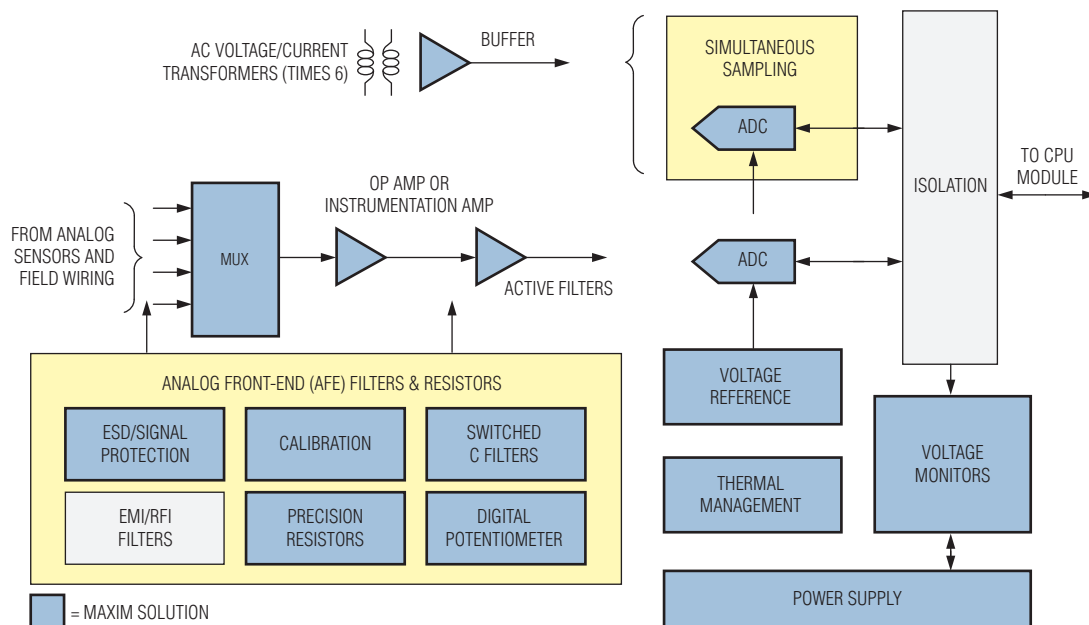 AC VOLTAGE/CURRENT
TRANSFORMERS (TIMES 6)
BUFFER
SIMULTANEOUS
SAMPLING
ADC
ISOLATION
TO CPU
MODULE
FROM ANALOG
SENSORS AND
FIELD WIRING
MUX
OP AMP OR
INSTRUMENTATION AMP
ACTIVE FILTERS
ADC
ANALOG FRONT-END (AFE) FILTERS & RESISTORS
ESD/SIGNAL
PROTECTION
CALIBRATION
SWITCHED
C FILTERS
EMI/RFI
FILTERS
PRECISION
RESISTORS
DIGITAL
POTENTIOMETER
VOLTAGE
REFERENCE
THERMAL
MANAGEMENT
VOLTAGE
MONITORS
POWER SUPPLY
= MAXIM SOLUTION